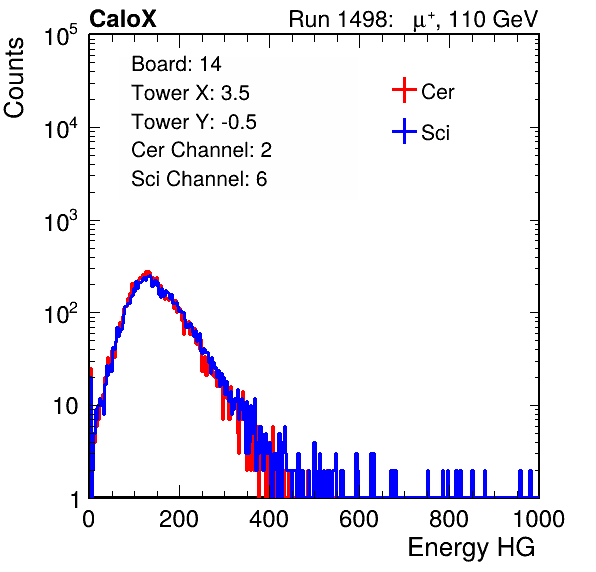 CaloX Run 1498: μ⁺, 110 GeV
Counts
10⁵
10⁴
10³
10²
10
1
Board: 14
Tower X: 3.5
Tower Y: -0.5
Cer Channel: 2
Sci Channel: 6
Cer
Sci
0 200 400 600 800 1000
Energy HG